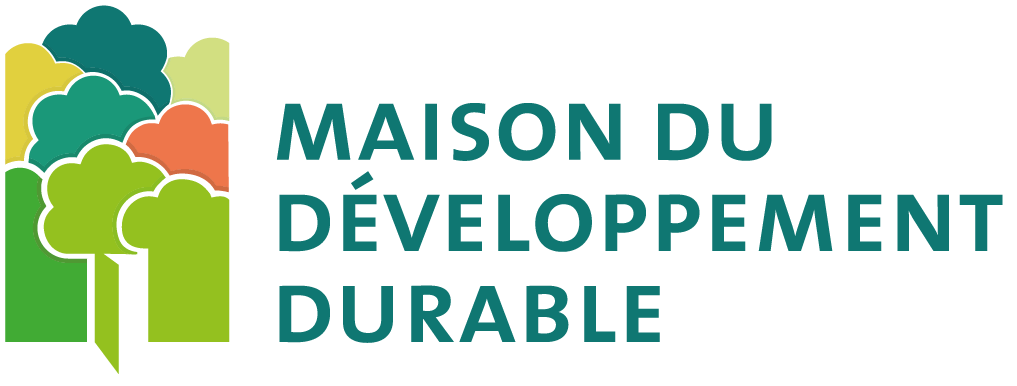 MAISON DU
DÉVELOPPEMENT
DURABLE